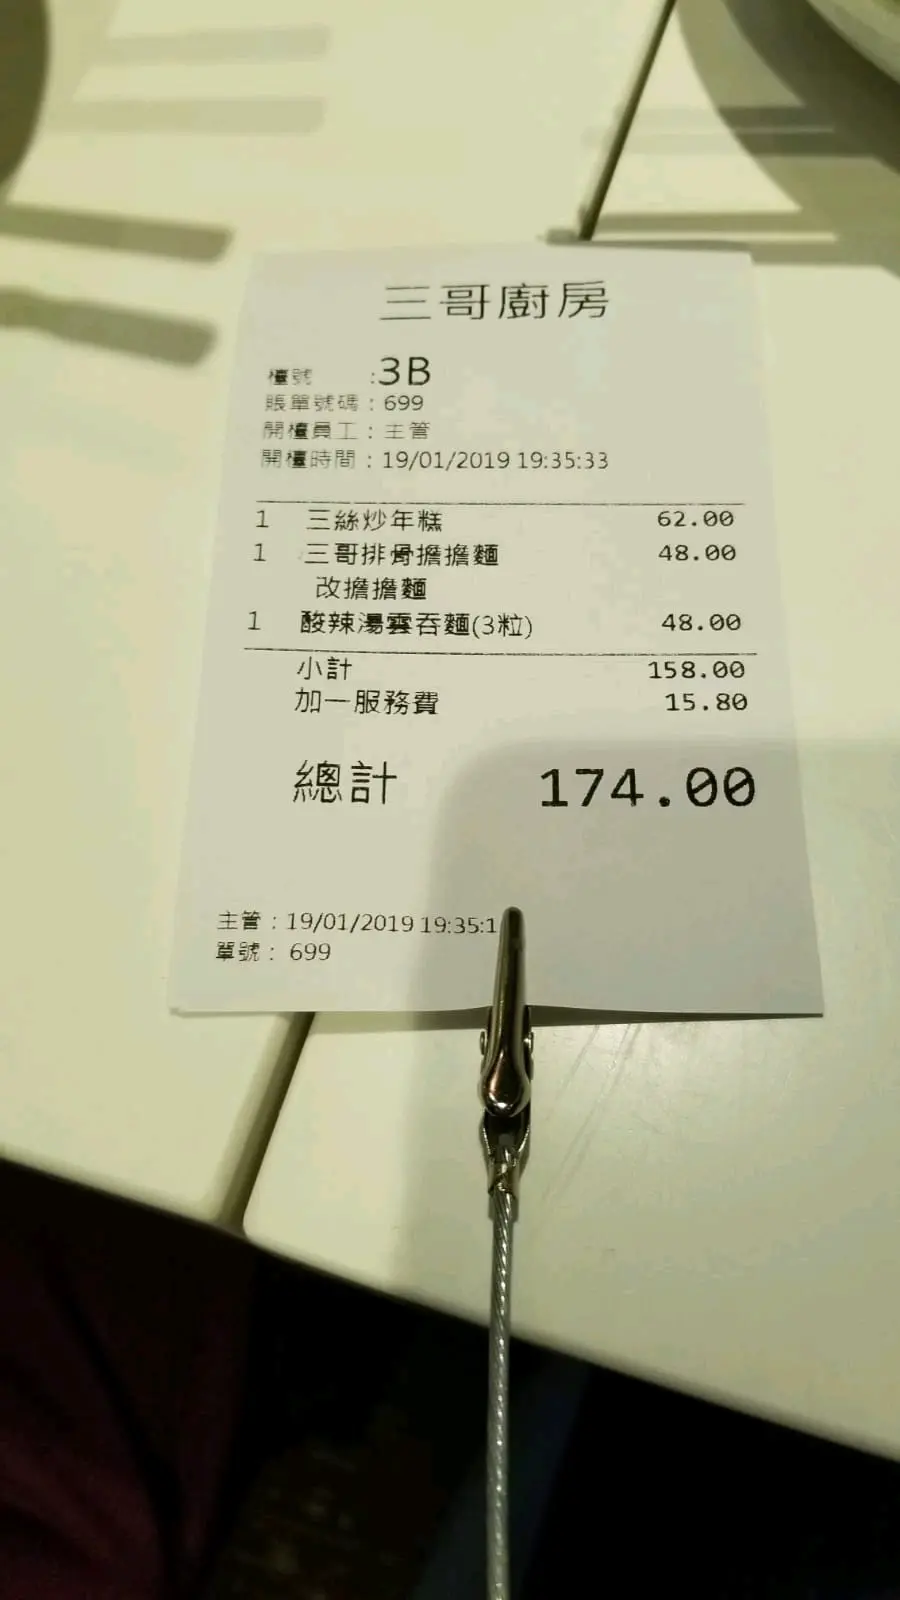 三哥廚房
檯號 :3B
賬單號碼：699
開檯員工：主管
開檯時間：19/01/2019 19:35:33
1 三絲炒年糕 62.00
1 三哥排骨擔擔麵 48.00
改擔擔麵
1 酸辣湯雲吞麵(3粒) 48.00
小計 158.00
加一服務費 15.80
總計 174.00
主管：19/01/2019 19:35:1
單號：699